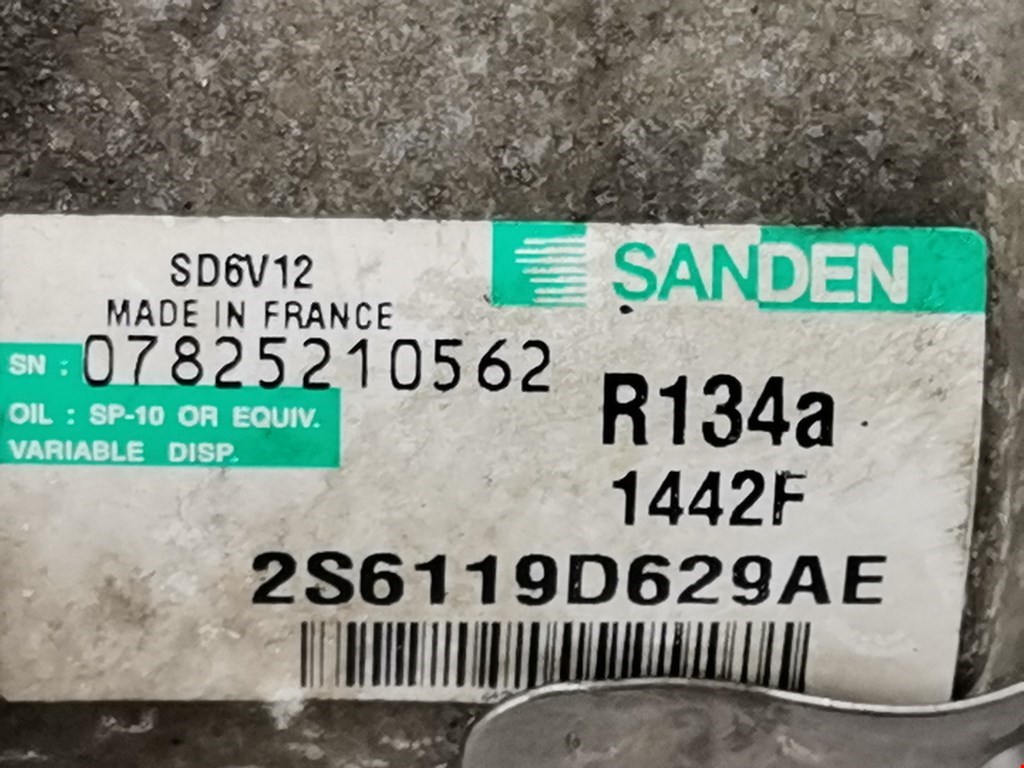 SANDEN
SD6V12
MADE IN FRANCE
SN : 07825210562
OIL : SP-10 OR EQUIV.
VARIABLE DISP.
R134a
1442F
2S6119D629AE